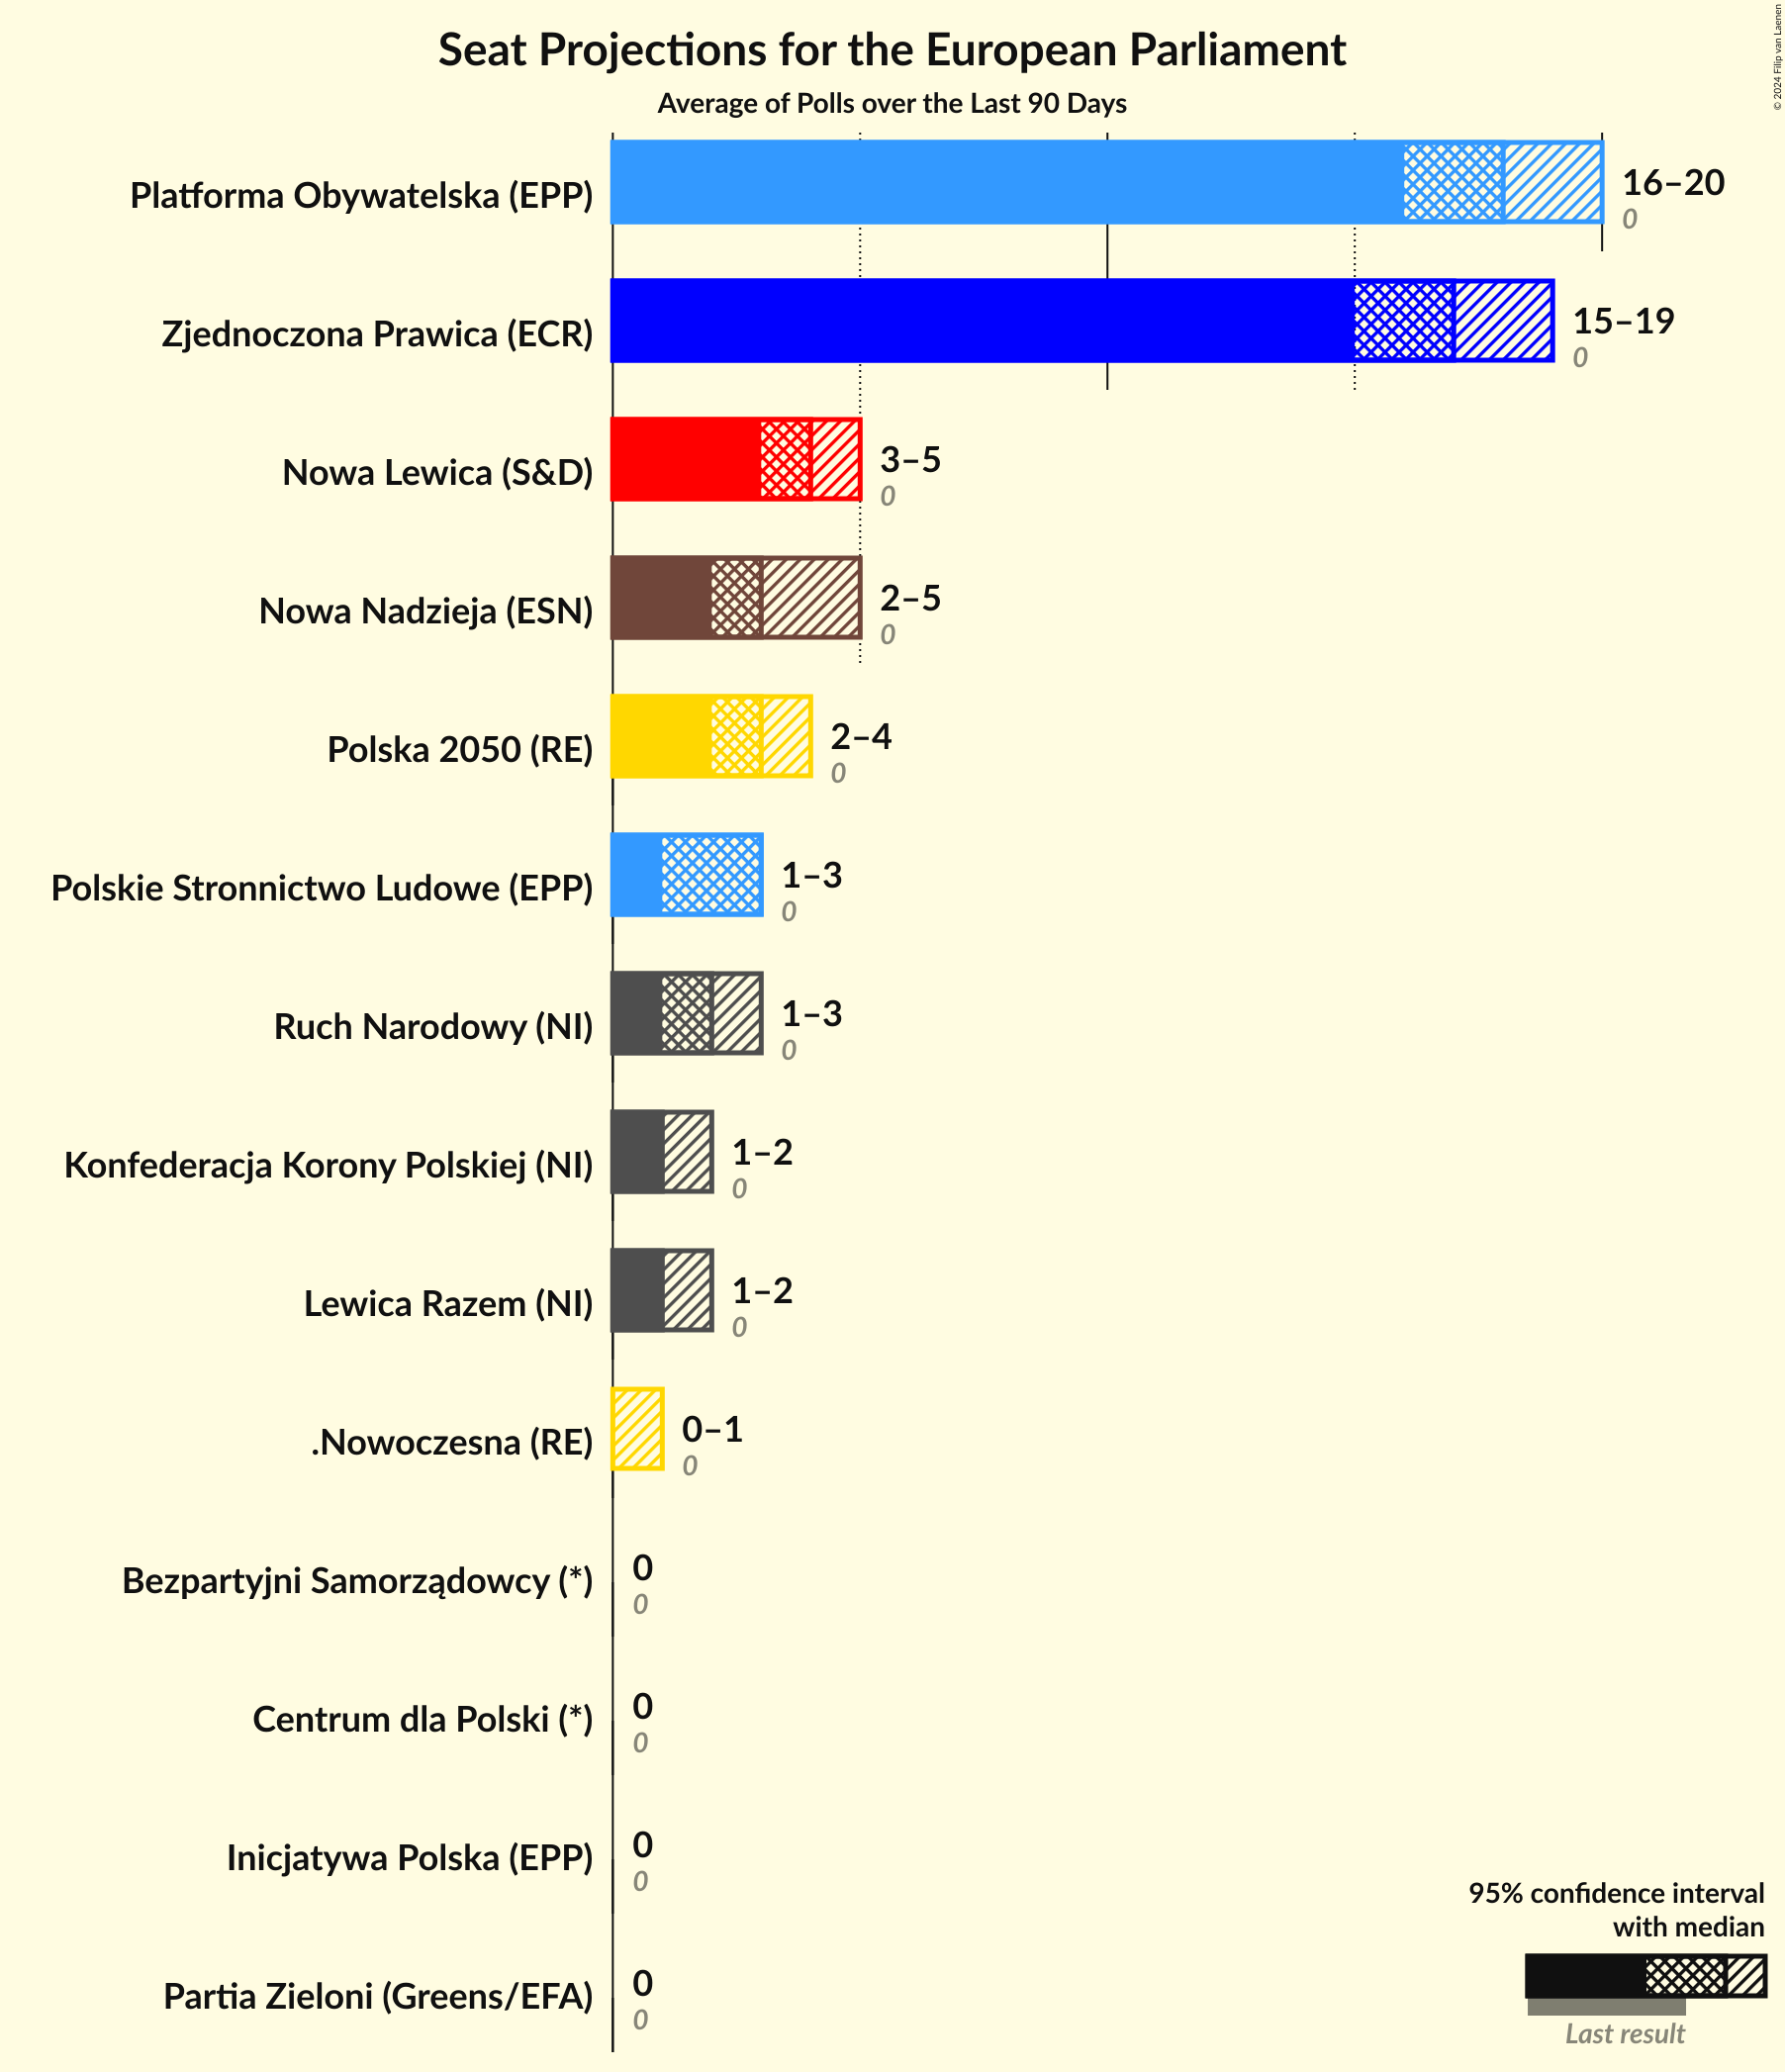 Seat Projections for the European Parliament
Average of Polls over the Last 90 Days
© 2024 Filip van Laenen
Platforma Obywatelska (EPP)
16–20
0
Zjednoczona Prawica (ECR)
15–19
0
Nowa Lewica (S&D)
3–5
0
Nowa Nadzieja (ESN)
2–5
0
Polska 2050 (RE)
2–4
0
Polskie Stronnictwo Ludowe (EPP)
1–3
0
Ruch Narodowy (NI)
1–3
0
Konfederacja Korony Polskiej (NI)
1–2
0
Lewica Razem (NI)
1–2
0
.Nowoczesna (RE)
0–1
0
Bezpartyjni Samorządowcy (*)
0
0
Centrum dla Polski (*)
0
0
Inicjatywa Polska (EPP)
0
0
Partia Zieloni (Greens/EFA)
0
0
95% confidence interval
with median
Last result